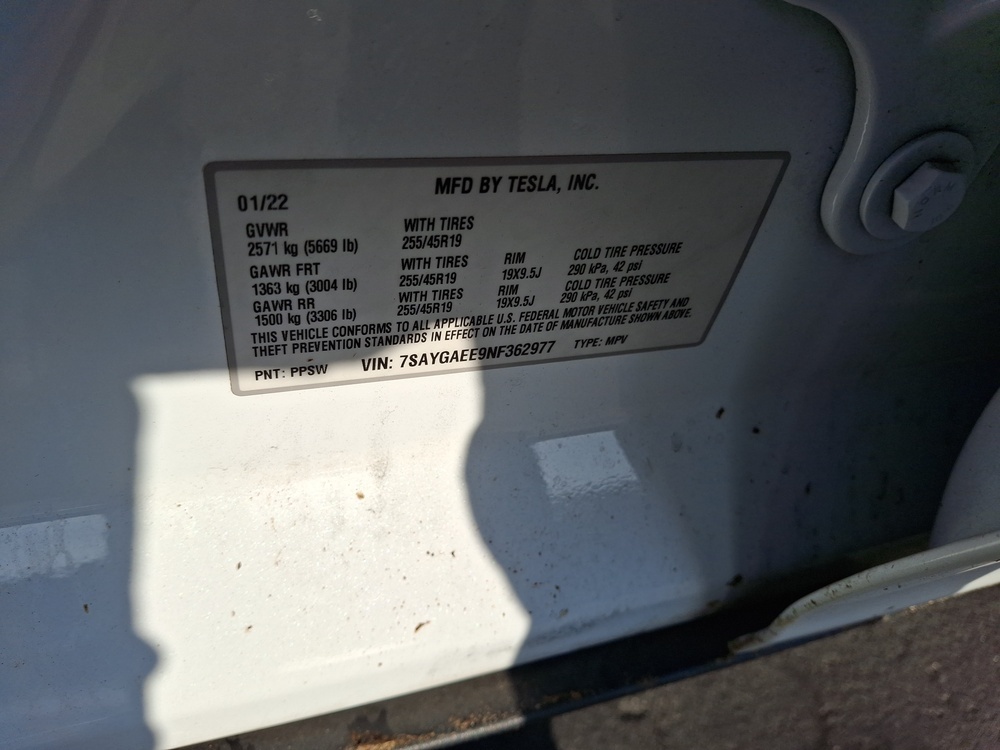 MFD BY TESLA, INC.
01/22
GVWR WITH TIRES
2571 kg (5669 lb) 255/45R19
GAWR FRT WITH TIRES RIM COLD TIRE PRESSURE
1363 kg (3004 lb) 255/45R19 19X9.5J 290 kPa, 42 psi
GAWR RR WITH TIRES RIM COLD TIRE PRESSURE
1500 kg (3306 lb) 255/45R19 19X9.5J 290 kPa, 42 psi
THIS VEHICLE CONFORMS TO ALL APPLICABLE U.S. FEDERAL MOTOR VEHICLE SAFETY AND
THEFT PREVENTION STANDARDS IN EFFECT ON THE DATE OF MANUFACTURE SHOWN ABOVE.
PNT: PPSW VIN: 7SAYGAEE9NF362977 TYPE: MPV